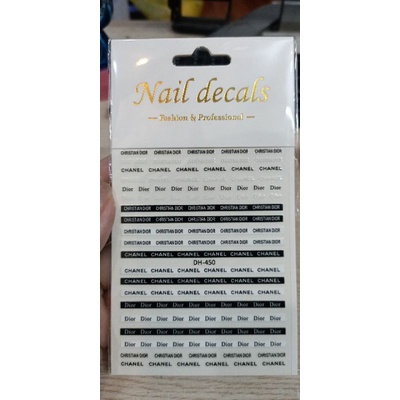 Nail decals
Fashion & Professional
CHRISTIAN DIOR CHRISTIAN DIOR CHRISTIAN DIOR CHRISTIAN DIOR CHRISTIAN DIOR
CHANEL CHANEL CHANEL CHANEL CHANEL CHANEL
Dior Dior Dior Dior Dior Dior Dior Dior
CHRISTIAN DIOR CHRISTIAN DIOR CHRISTIAN DIOR CHRISTIAN DIOR CHRISTIAN DIOR
CHRISTIAN DIOR CHRISTIAN DIOR CHRISTIAN DIOR CHRISTIAN DIOR CHRISTIAN DIOR
CHRISTIAN DIOR CHRISTIAN DIOR CHRISTIAN DIOR CHRISTIAN DIOR CHRISTIAN DIOR
CHRISTIAN DIOR CHRISTIAN DIOR CHRISTIAN DIOR CHRISTIAN DIOR CHRISTIAN DIOR
CHANEL CHANEL CHANEL CHANEL CHANEL CHANEL
DH-450
CHANEL CHANEL CHANEL CHANEL CHANEL CHANEL
CHANEL CHANEL CHANEL CHANEL CHANEL CHANEL
CHANEL CHANEL CHANEL CHANEL CHANEL CHANEL
Dior Dior Dior Dior Dior Dior Dior Dior Dior
Dior Dior Dior Dior Dior Dior Dior Dior Dior
Dior Dior Dior Dior Dior Dior Dior Dior Dior
Dior Dior Dior Dior Dior Dior Dior Dior Dior
CHRISTIAN DIOR CHRISTIAN DIOR CHRISTIAN DIOR CHRISTIAN DIOR CHRISTIAN DIOR
CHANEL CHANEL CHANEL CHANEL CHANEL CHANEL